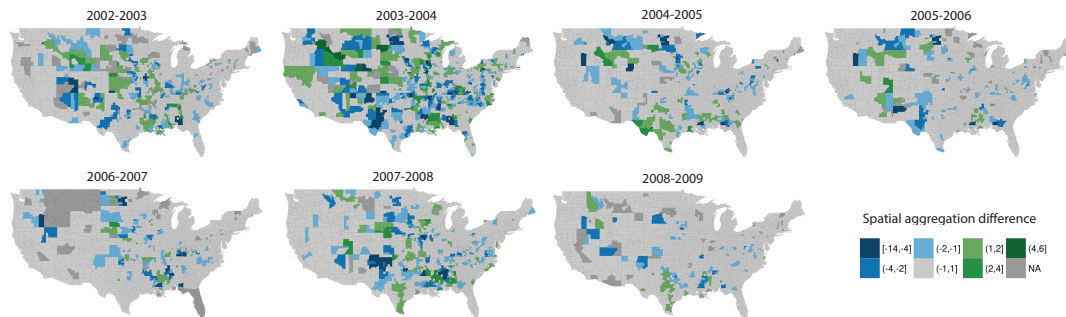 2002-2003
2003-2004
2004-2005
2005-2006
2006-2007
2007-2008
2008-2009
Spatial aggregation difference
[-14,-4] (-2,-1] (1,2] (4,6]
(-4,-2] (-1,1] (2,4] NA